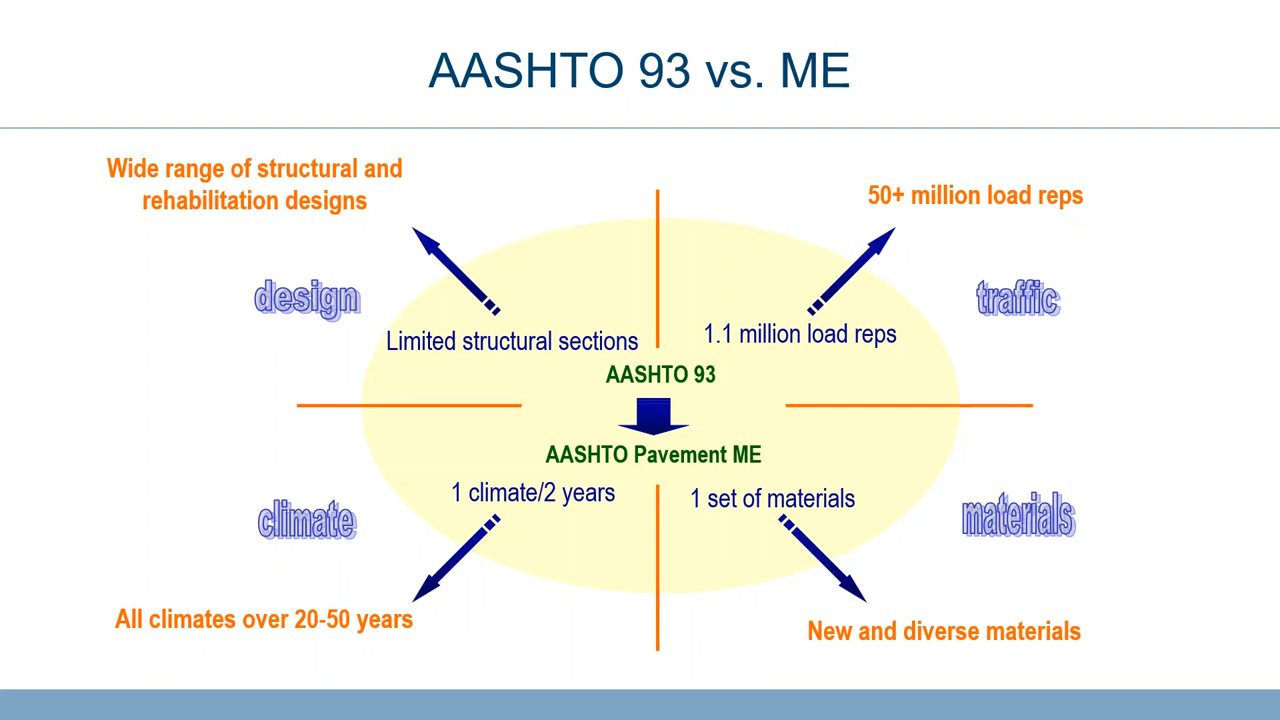 AASHTO 93 vs. ME
Wide range of structural and
rehabilitation designs
50+ million load reps
design
traffic
Limited structural sections
1.1 million load reps
AASHTO 93
AASHTO Pavement ME
1 climate/2 years
1 set of materials
climate
materials
All climates over 20-50 years
New and diverse materials